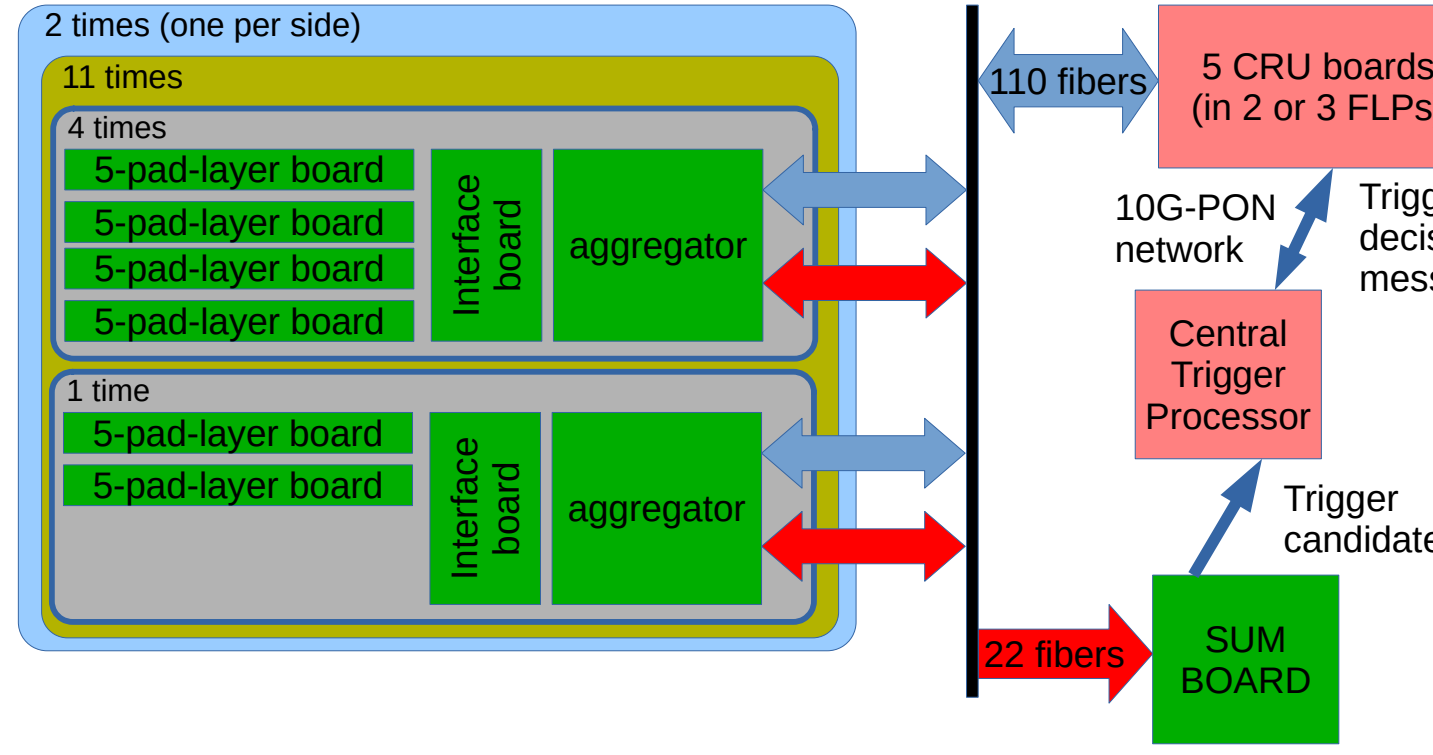 2 times (one per side)
11 times
4 times
5-pad-layer board
5-pad-layer board
5-pad-layer board
5-pad-layer board
Interface
board
aggregator
1 time
5-pad-layer board
5-pad-layer board
Interface
board
aggregator
110 fibers
5 CRU boards
(in 2 or 3 FLPs
10G-PON
network
Trigg
decis
mess
Central
Trigger
Processor
Trigger
candidate
22 fibers
SUM
BOARD